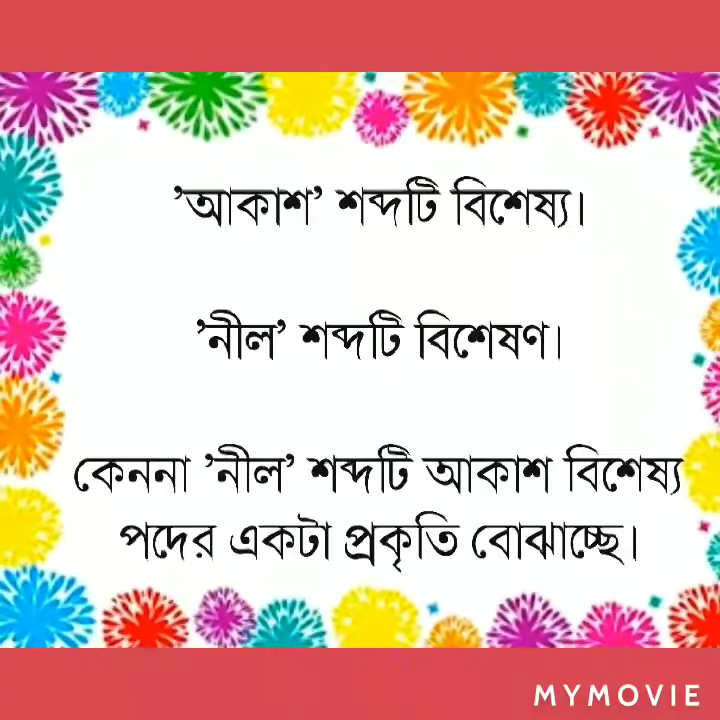 ’আকাশ’ শব্দটি বিশেষ্য।
’নীল’ শব্দটি বিশেষণ।
কেননা ’নীল’ শব্দটি আকাশ বিশেষ্য
পদের একটা প্রকৃতি বোঝাচ্ছে।
MYMOVIE